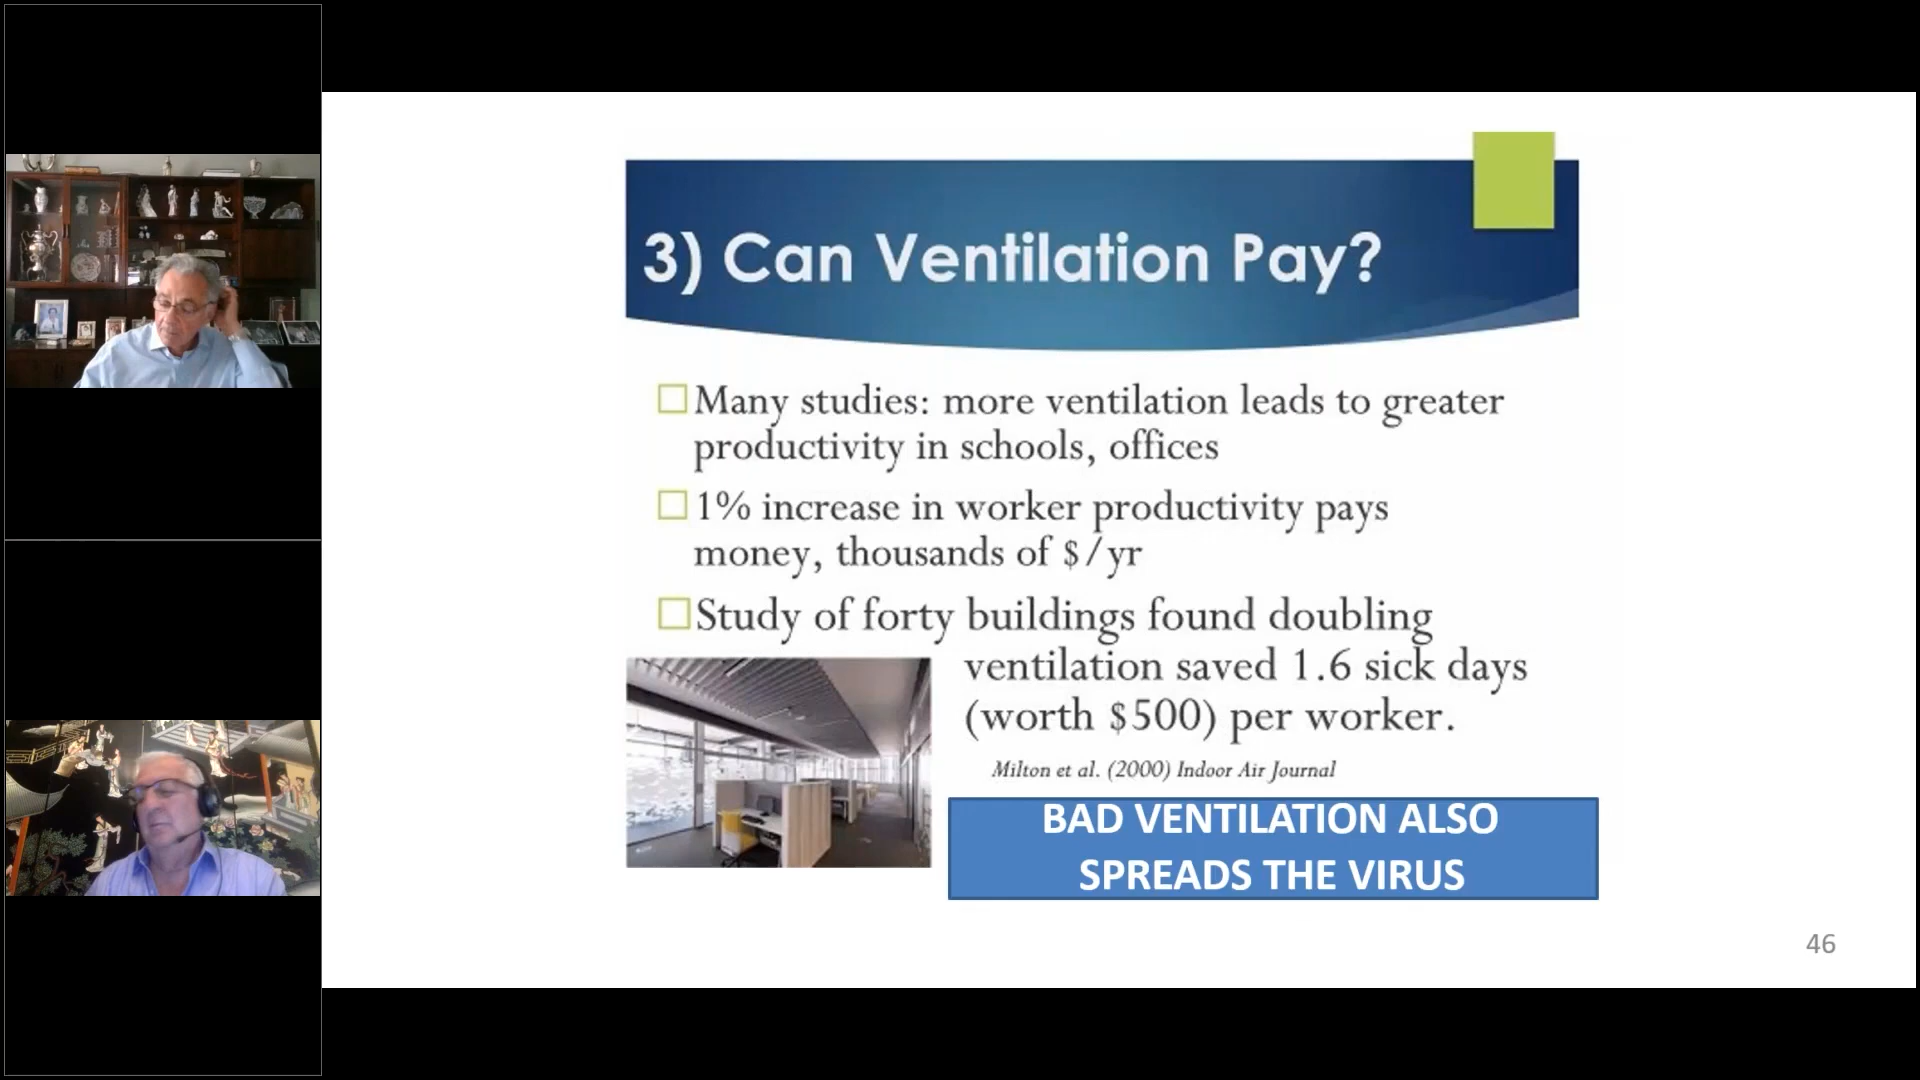 3) Can Ventilation Pay?
Many studies: more ventilation leads to greater
productivity in schools, offices
1% increase in worker productivity pays
money, thousands of $/yr
Study of forty buildings found doubling
ventilation saved 1.6 sick days
(worth $500) per worker.
Milton et al. (2000) Indoor Air Journal
BAD VENTILATION ALSO
SPREADS THE VIRUS
46